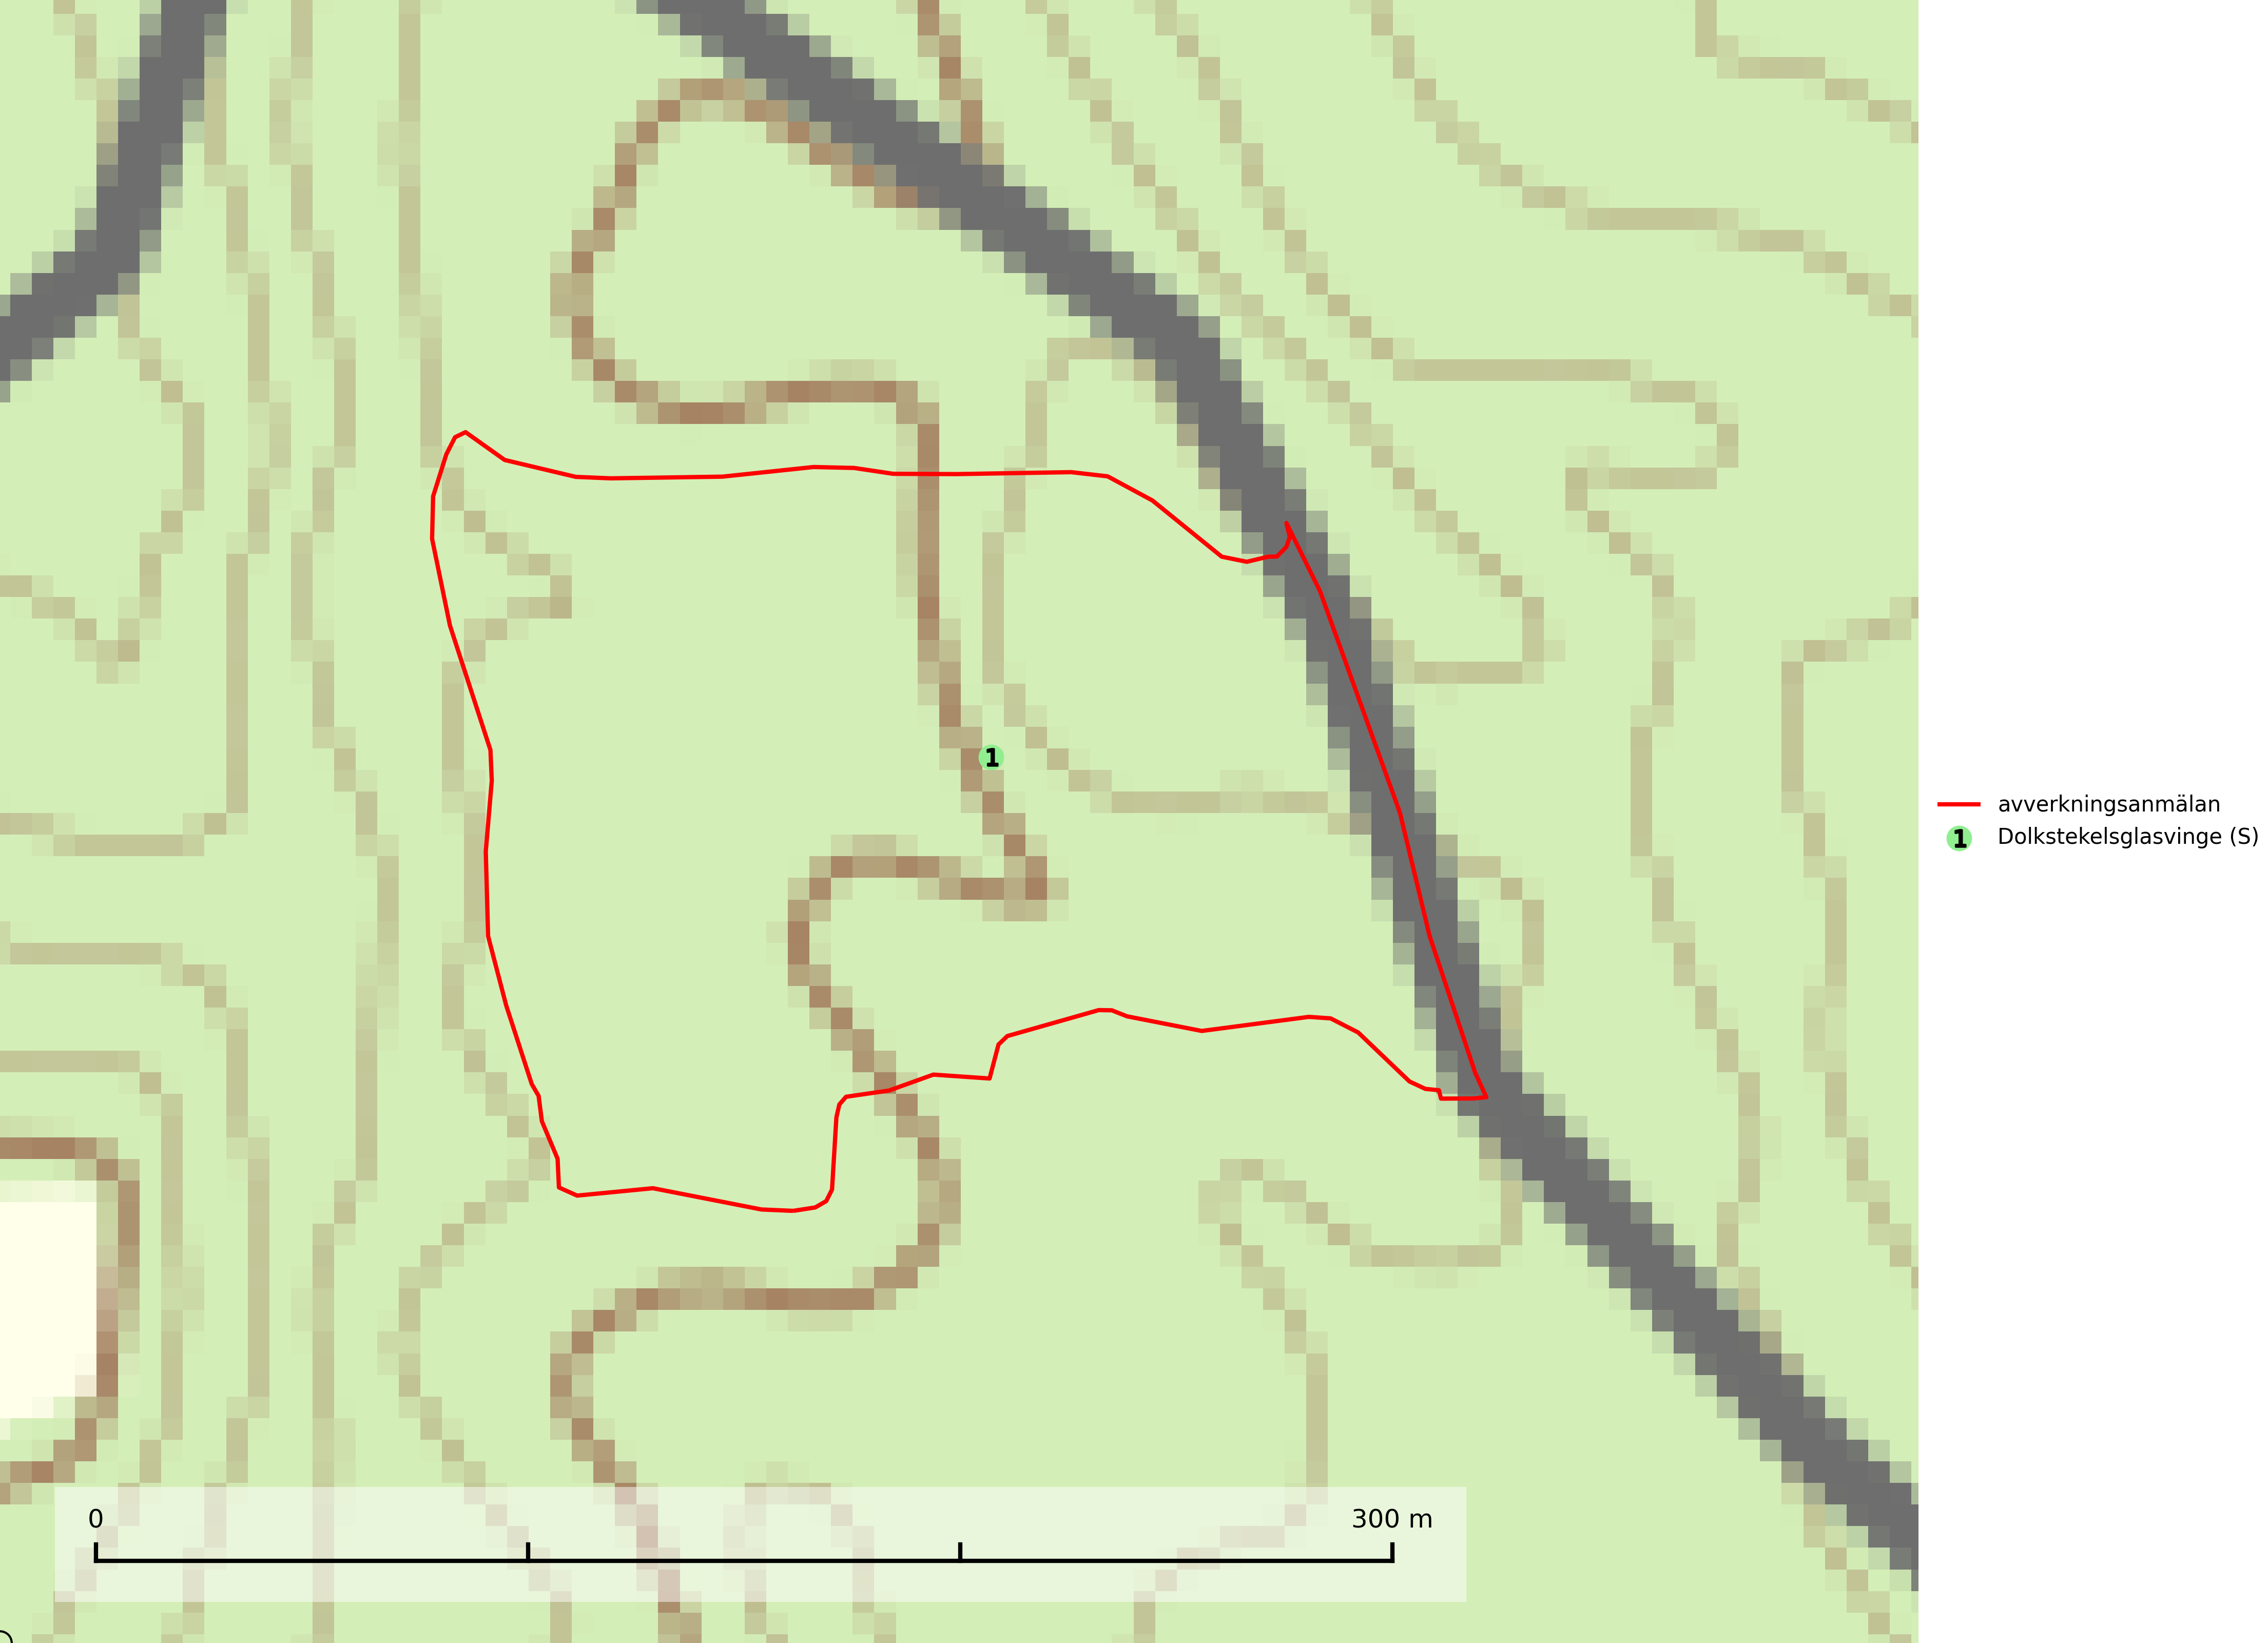 1
avverkningsanmälan
1 Dolkstekelsglasvinge (S)
0 300 m